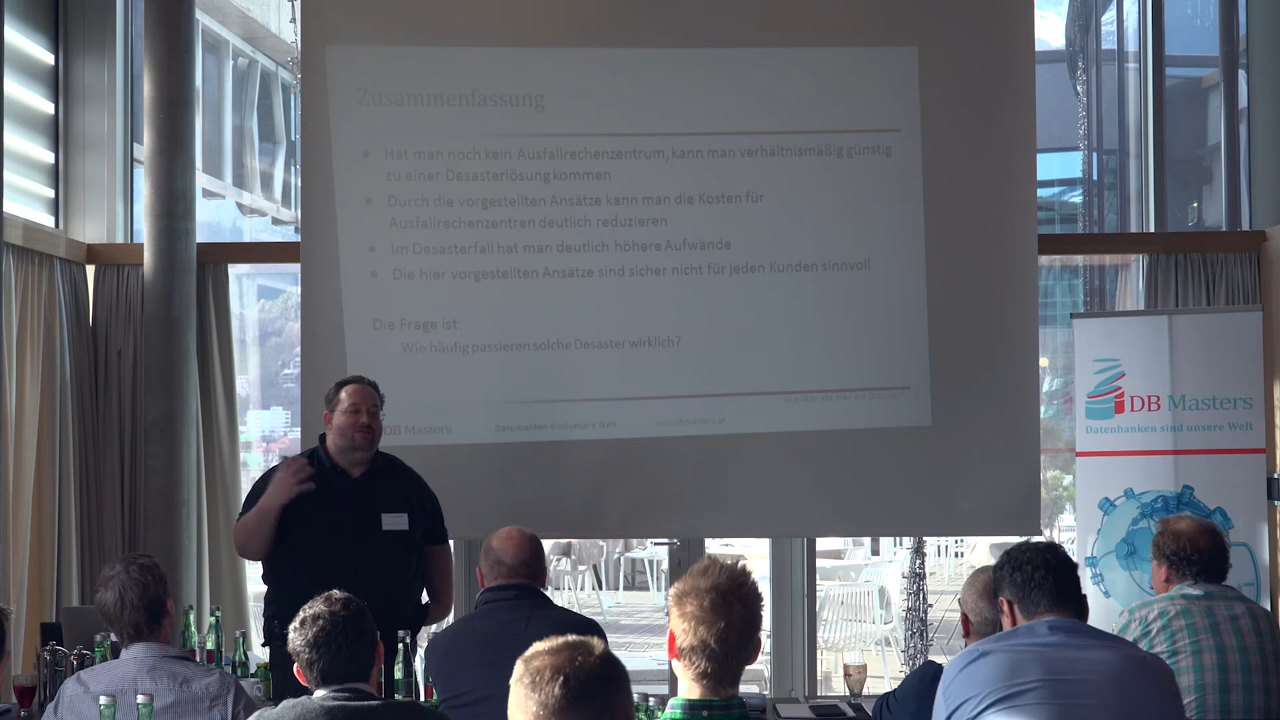 Zusammenfassung
Hat man noch kein Ausfallrechenzentrum, kann man verhältnismäßig günstig
zu einer Desasterlösung kommen
Durch die vorgestellten Ansätze kann man die Kosten für
Ausfallrechenzentren deutlich reduzieren
Im Desasterfall hat man deutlich höhere Aufwände
Die hier vorgestellten Ansätze sind sicher nicht für jeden Kunden sinnvoll
Die Frage ist:
Wie häufig passieren solche Desaster wirklich?
DB Masters
Datenbanken sind unsere Welt
www.dbmasters.at
DB Masters
Datenbanken sind unsere Welt